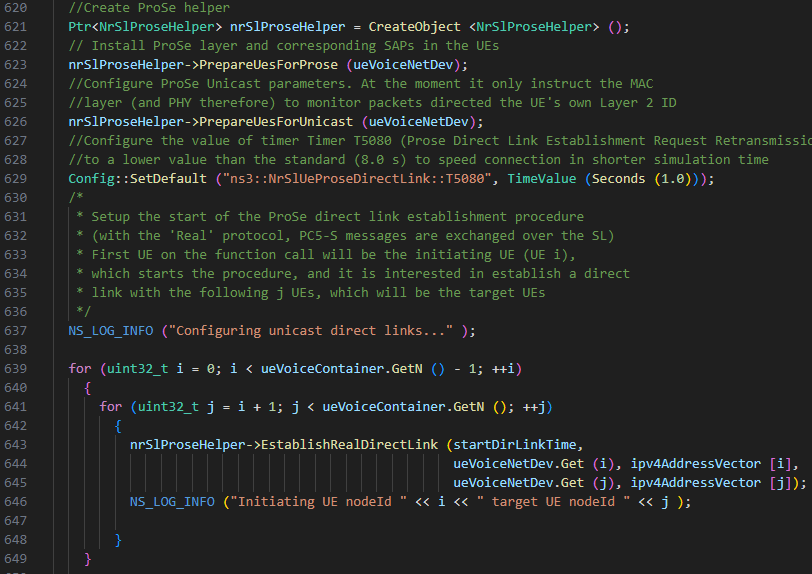 620 //Create ProSe helper
621 Ptr<NrSlProseHelper> nrSlProseHelper = CreateObject <NrSlProseHelper> ();
622 // Install ProSe layer and corresponding SAPs in the UEs
623 nrSlProseHelper->PrepareUesForProse (ueVoiceNetDev);
624 //Configure ProSe Unicast parameters. At the moment it only instruct the MAC
625 //layer (and PHY therefore) to monitor packets directed the UE's own Layer 2 ID
626 nrSlProseHelper->PrepareUesForUnicast (ueVoiceNetDev);
627 //Configure the value of timer Timer T5080 (Prose Direct Link Establishment Request Retransmissio
628 //to a lower value than the standard (8.0 s) to speed connection in shorter simulation time
629 Config::SetDefault ("ns3::NrSlUeProseDirectLink::T5080", TimeValue (Seconds (1.0)));
630 /*
631 * Setup the start of the ProSe direct link establishment procedure
632 * (with the 'Real' protocol, PC5-S messages are exchanged over the SL)
633 * First UE on the function call will be the initiating UE (UE i),
634 * which starts the procedure, and it is interested in establish a direct
635 * link with the following j UEs, which will be the target UEs
636 */
637 NS_LOG_INFO ("Configuring unicast direct links..." );
638
639 for (uint32_t i = 0; i < ueVoiceContainer.GetN () - 1; ++i)
640 {
641 for (uint32_t j = i + 1; j < ueVoiceContainer.GetN (); ++j)
642 {
643 nrSlProseHelper->EstablishRealDirectLink (startDirLinkTime,
644 ueVoiceNetDev.Get (i), ipv4AddressVector [i],
645 ueVoiceNetDev.Get (j), ipv4AddressVector [j]);
646 NS_LOG_INFO ("Initiating UE nodeId " << i << " target UE nodeId " << j );
647
648 }
649 }